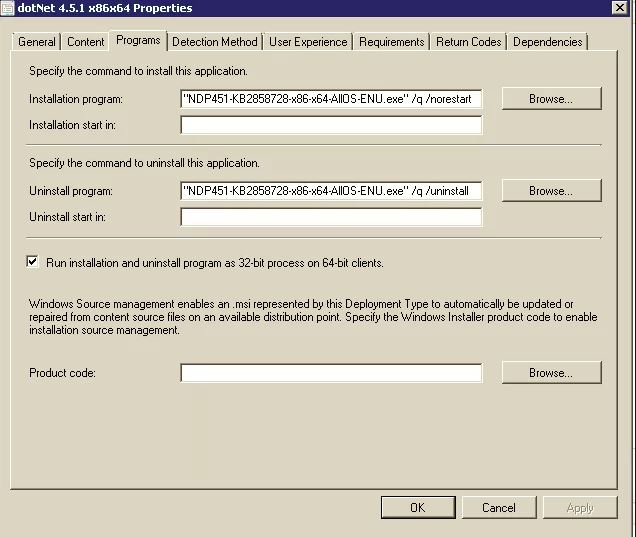 dotNet 4.5.1 x86x64 Properties
General Content Programs Detection Method User Experience Requirements Return Codes Dependencies
Specify the command to install this application.
Installation program: "NDP451-KB2858728-x86-x64-AllOS-ENU.exe" /q /norestart Browse...
Installation start in:
Specify the command to uninstall this application.
Uninstall program: "NDP451-KB2858728-x86-x64-AllOS-ENU.exe" /q /uninstall Browse...
Uninstall start in:
Run installation and uninstall program as 32-bit process on 64-bit clients.
Windows Source management enables an .msi represented by this Deployment Type to automatically be updated or
repaired from content source files on an available distribution point. Specify the Windows Installer product code to enable
installation source management.
Product code: Browse...
OK Cancel Apply